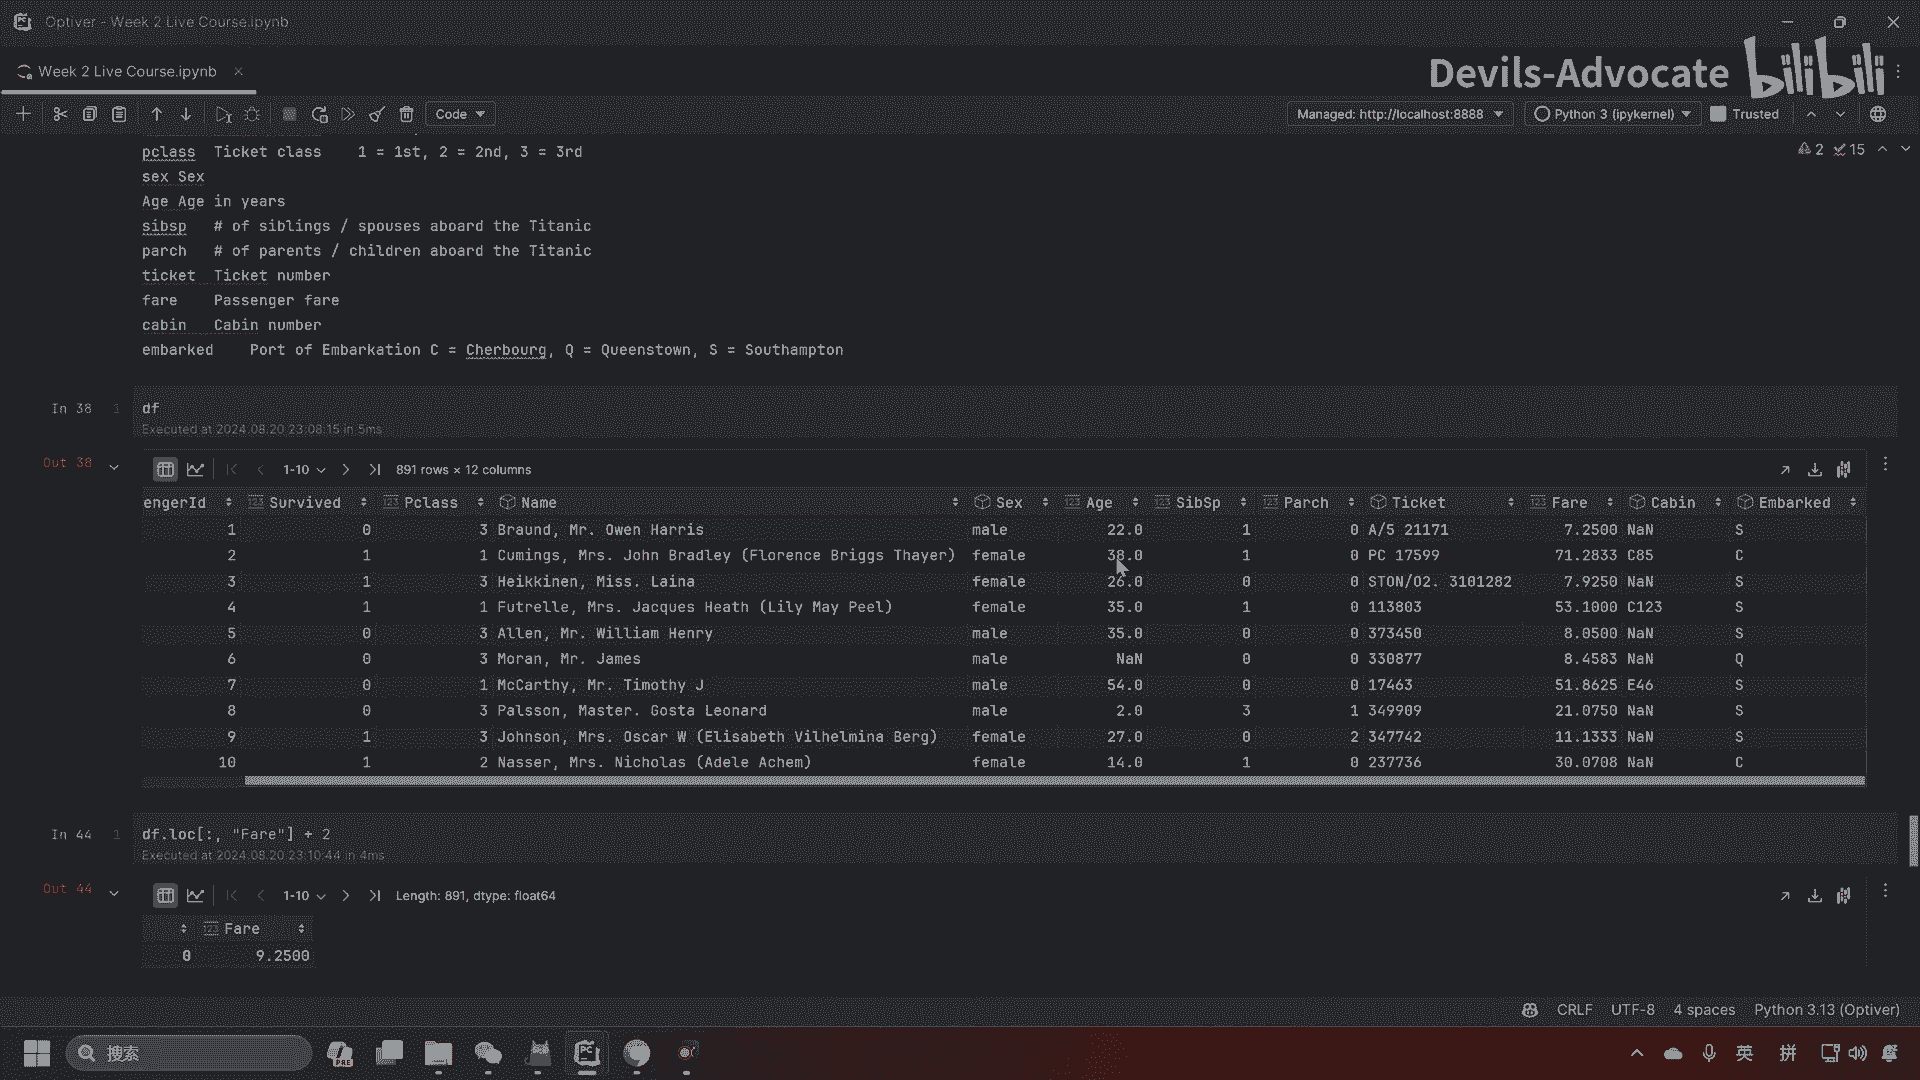 Optiver - Week 2 Live Course.ipynb
Week 2 Live Course.ipynb
Devils-Advocate bilibili
Code
Managed: http://localhost:8888 Python 3 (ipykernel) Trusted
2 15
pclass Ticket class 1 = 1st, 2 = 2nd, 3 = 3rd
sex Sex
Age Age in years
sibsp # of siblings / spouses aboard the Titanic
parch # of parents / children aboard the Titanic
ticket Ticket number
fare Passenger fare
cabin Cabin number
embarked Port of Embarkation C = Cherbourg, Q = Queenstown, S = Southampton
In 38 1 df
Executed at 2024.08.20 23:08:15 in 5ms
Out 38 1-10 891 rows × 12 columns
engerId Survived Pclass Name Sex Age SibSp Parch Ticket Fare Cabin Embarked
1 0 3 Braund, Mr. Owen Harris male 22.0 1 0 A/5 21171 7.2500 NaN S
2 1 1 Cumings, Mrs. John Bradley (Florence Briggs Thayer) female 38.0 1 0 PC 17599 71.2833 C85 C
3 1 3 Heikkinen, Miss. Laina female 26.0 0 0 STON/O2. 3101282 7.9250 NaN S
4 1 1 Futrelle, Mrs. Jacques Heath (Lily May Peel) female 35.0 1 0 113803 53.1000 C123 S
5 0 3 Allen, Mr. William Henry male 35.0 0 0 373450 8.0500 NaN S
6 0 3 Moran, Mr. James male NaN 0 0 330877 8.4583 NaN Q
7 0 1 McCarthy, Mr. Timothy J male 54.0 0 0 17463 51.8625 E46 S
8 0 3 Palsson, Master. Gosta Leonard male 2.0 3 1 349909 21.0750 NaN S
9 1 3 Johnson, Mrs. Oscar W (Elisabeth Vilhelmina Berg) female 27.0 0 2 347742 11.1333 NaN S
10 1 2 Nasser, Mrs. Nicholas (Adele Achem) female 14.0 1 0 237736 30.0708 NaN C
In 44 1 df.loc[:, "Fare"] + 2
Executed at 2024.08.20 23:10:44 in 4ms
Out 44 1-10 Length: 891, dtype: float64
Fare
0 9.2500
CRLF UTF-8 4 spaces Python 3.13 (Optiver)
搜索 英 拼